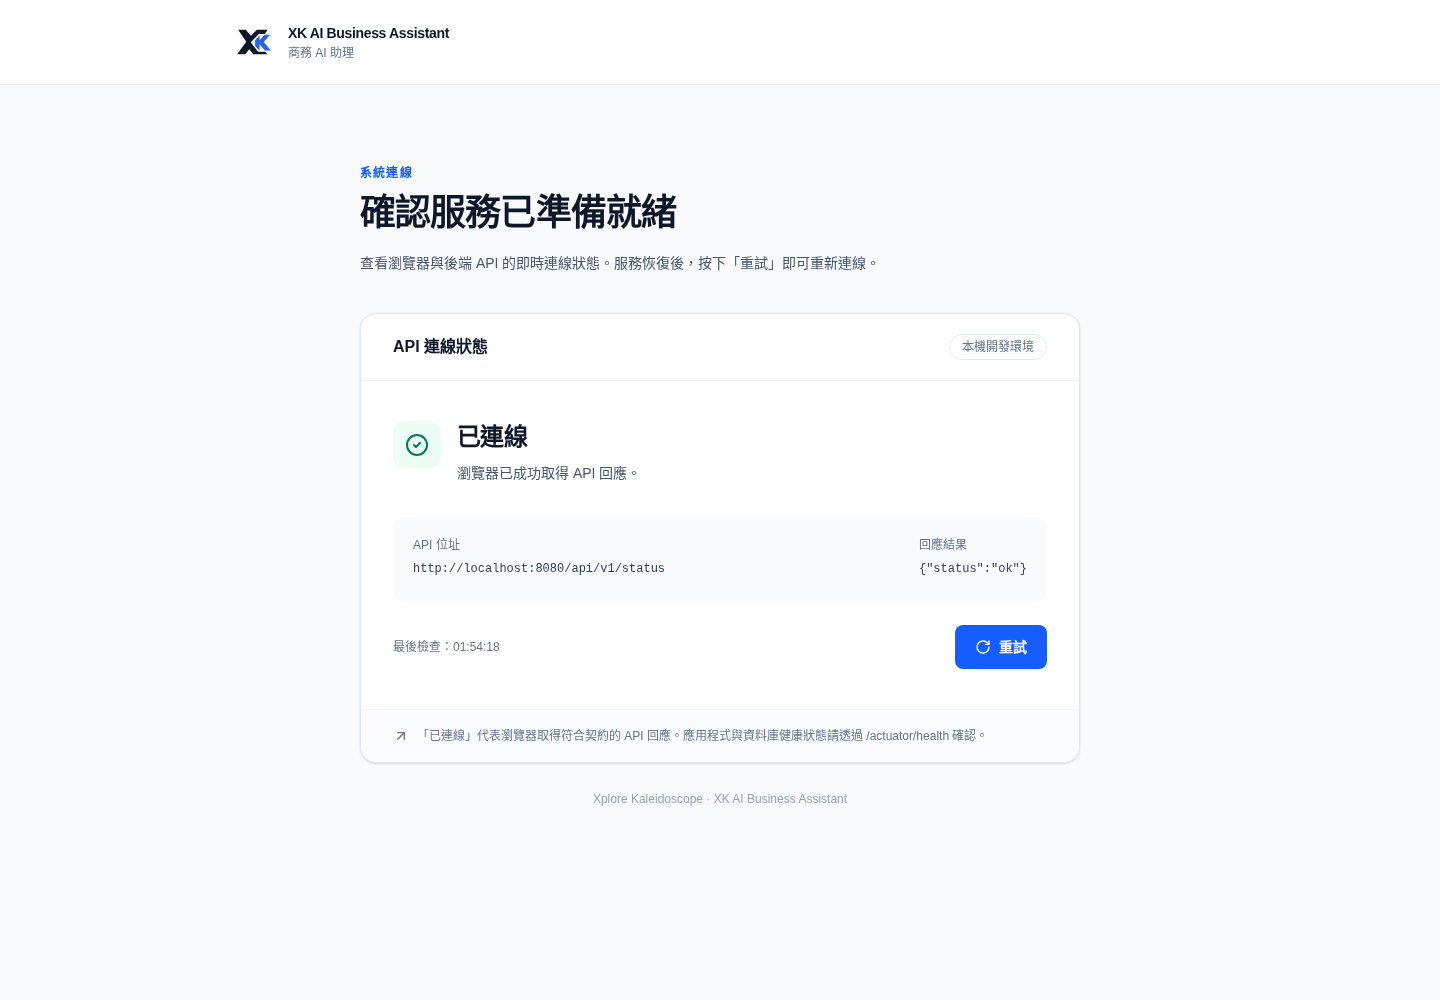 XK AI Business Assistant
商務 AI 助理
系統連線
確認服務已準備就緒
查看瀏覽器與後端 API 的即時連線狀態。服務恢復後，按下「重試」即可重新連線。
API 連線狀態
本機開發環境
已連線
瀏覽器已成功取得 API 回應。
API 位址
http://localhost:8080/api/v1/status
回應結果
{"status":"ok"}
最後檢查：01:54:18
重試
「已連線」代表瀏覽器取得符合契約的 API 回應。應用程式與資料庫健康狀態請透過 /actuator/health 確認。
Xplore Kaleidoscope · XK AI Business Assistant